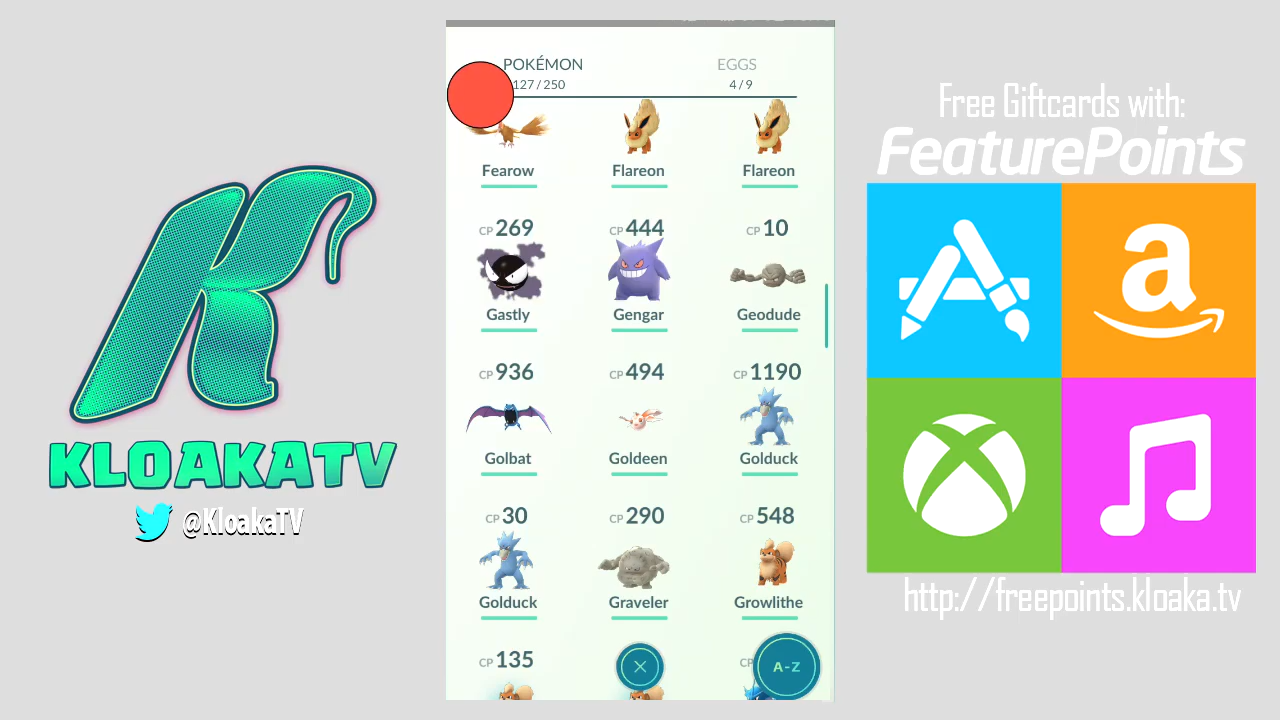 POKÉMON EGGS
127 / 250 4 / 9
Fearow Flareon Flareon
CP 269 CP 444 CP 10
Gastly Gengar Geodude
CP 936 CP 494 CP 1190
Golbat Goldeen Golduck
CP 30 CP 290 CP 548
Golduck Graveler Growlithe
CP 135 CP
A-Z
K
KLOAKATV
@KloakaTV
Free Giftcards with:
FeaturePoints
a
http://freepoints.kloaka.tv